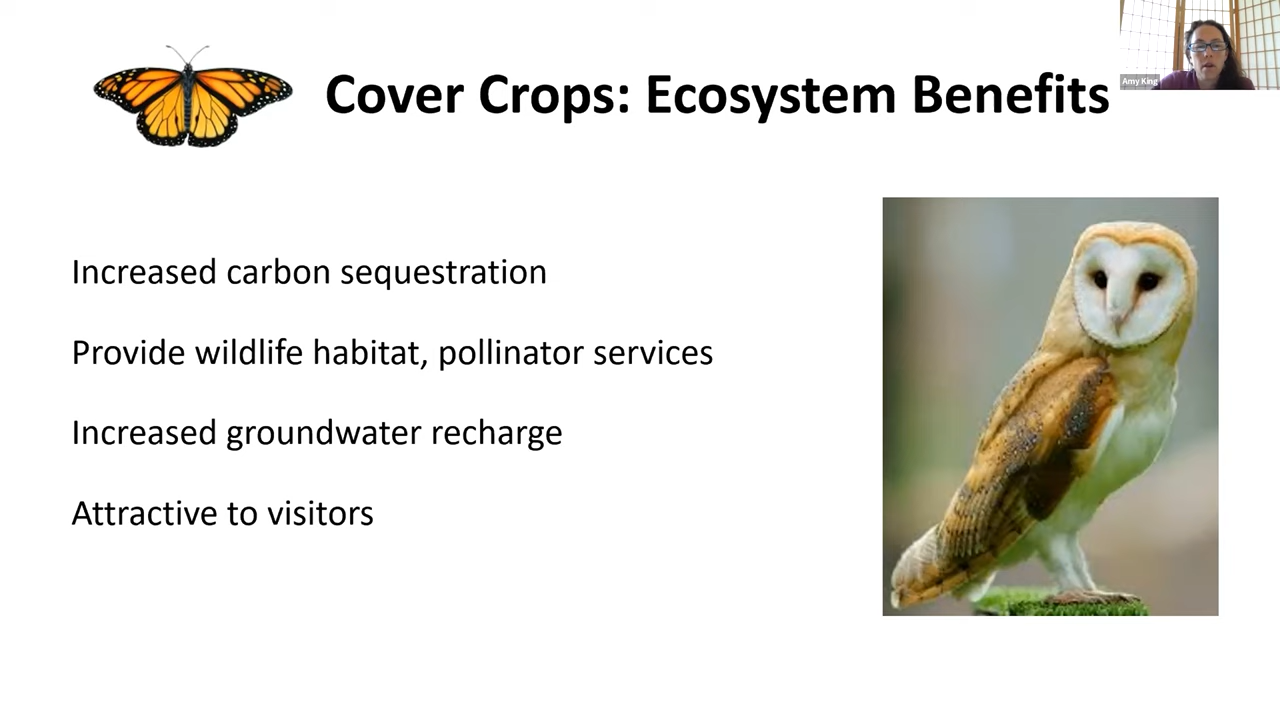 Cover Crops: Ecosystem Benefits
Amy King
Increased carbon sequestration
Provide wildlife habitat, pollinator services
Increased groundwater recharge
Attractive to visitors